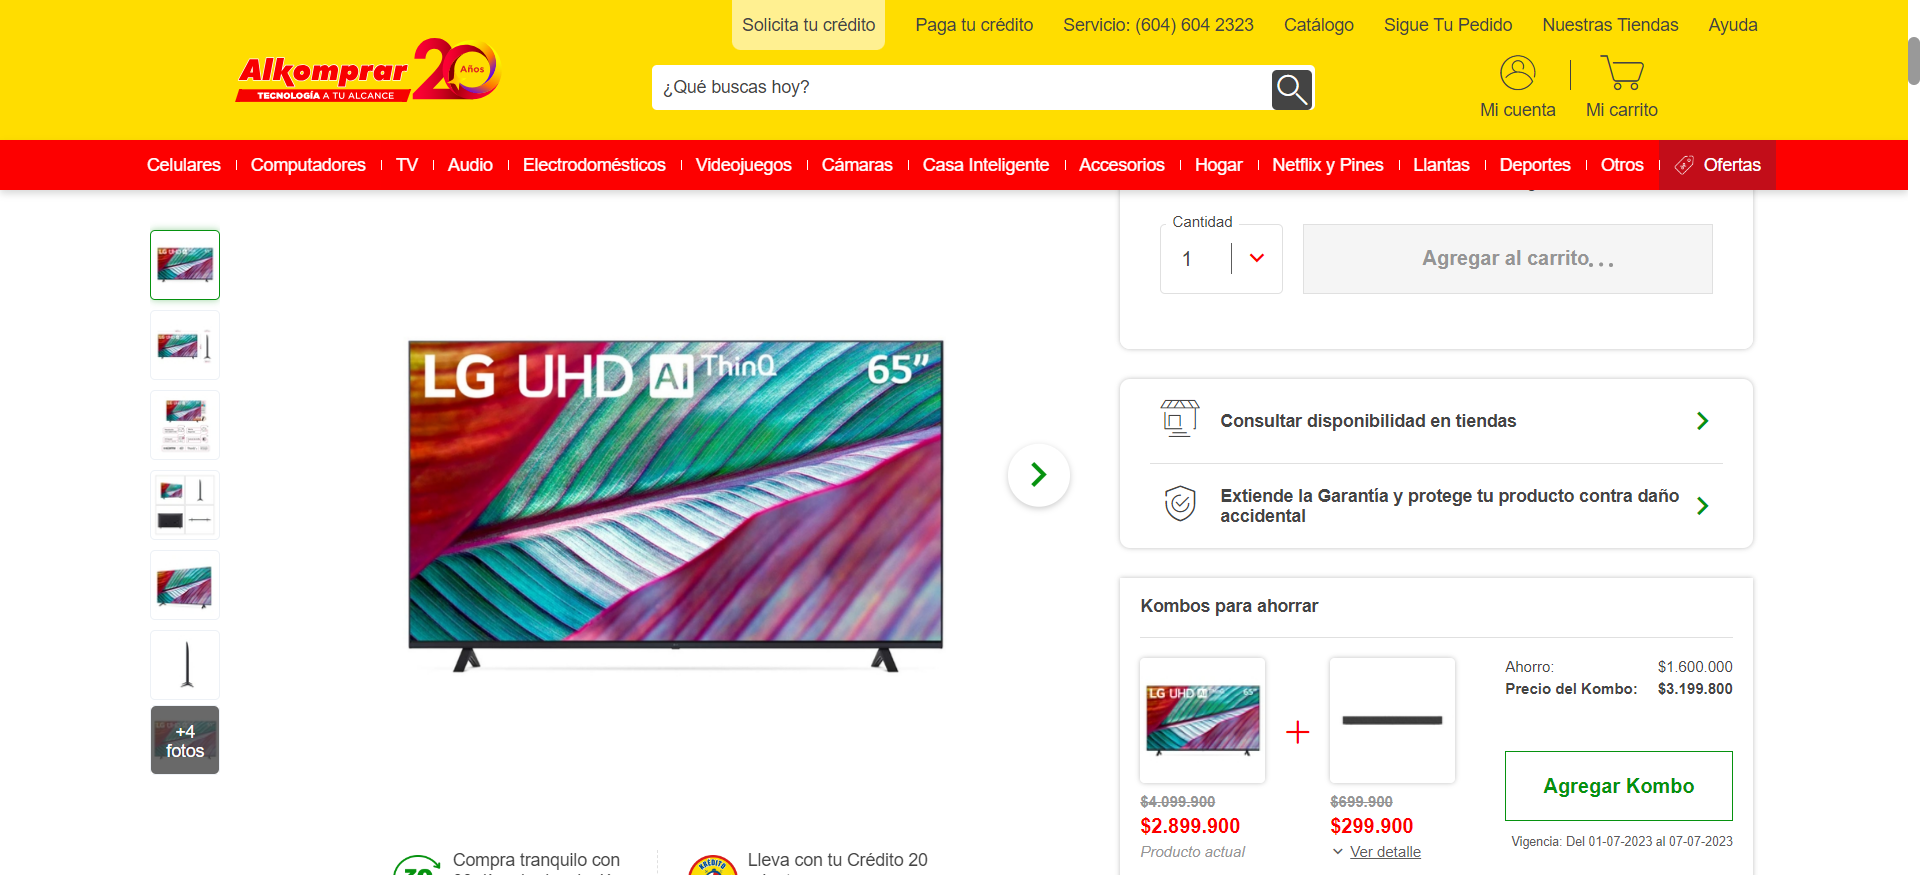 Solicita tu crédito
Paga tu crédito
Servicio: (604) 604 2323
Catálogo
Sigue Tu Pedido
Nuestras Tiendas
Ayuda
Alkomprar 20 Años
TECNOLOGÍA A TU ALCANCE
¿Qué buscas hoy?
Mi cuenta
Mi carrito
Celulares
Computadores
TV
Audio
Electrodomésticos
Videojuegos
Cámaras
Casa Inteligente
Accesorios
Hogar
Netflix y Pines
Llantas
Deportes
Otros
Ofertas
LG UHD AI ThinQ 65”
+4
fotos
Cantidad
1
Agregar al carrito...
Consultar disponibilidad en tiendas
Extiende la Garantía y protege tu producto contra daño
accidental
Kombos para ahorrar
LG UHD AI ThinQ 65”
Ahorro: $1.600.000
Precio del Kombo: $3.199.800
$4.099.900
$2.899.900
Producto actual
$699.900
$299.900
Ver detalle
Agregar Kombo
Vigencia: Del 01-07-2023 al 07-07-2023
Compra tranquilo con
KRÉDITO
Lleva con tu Crédito 20